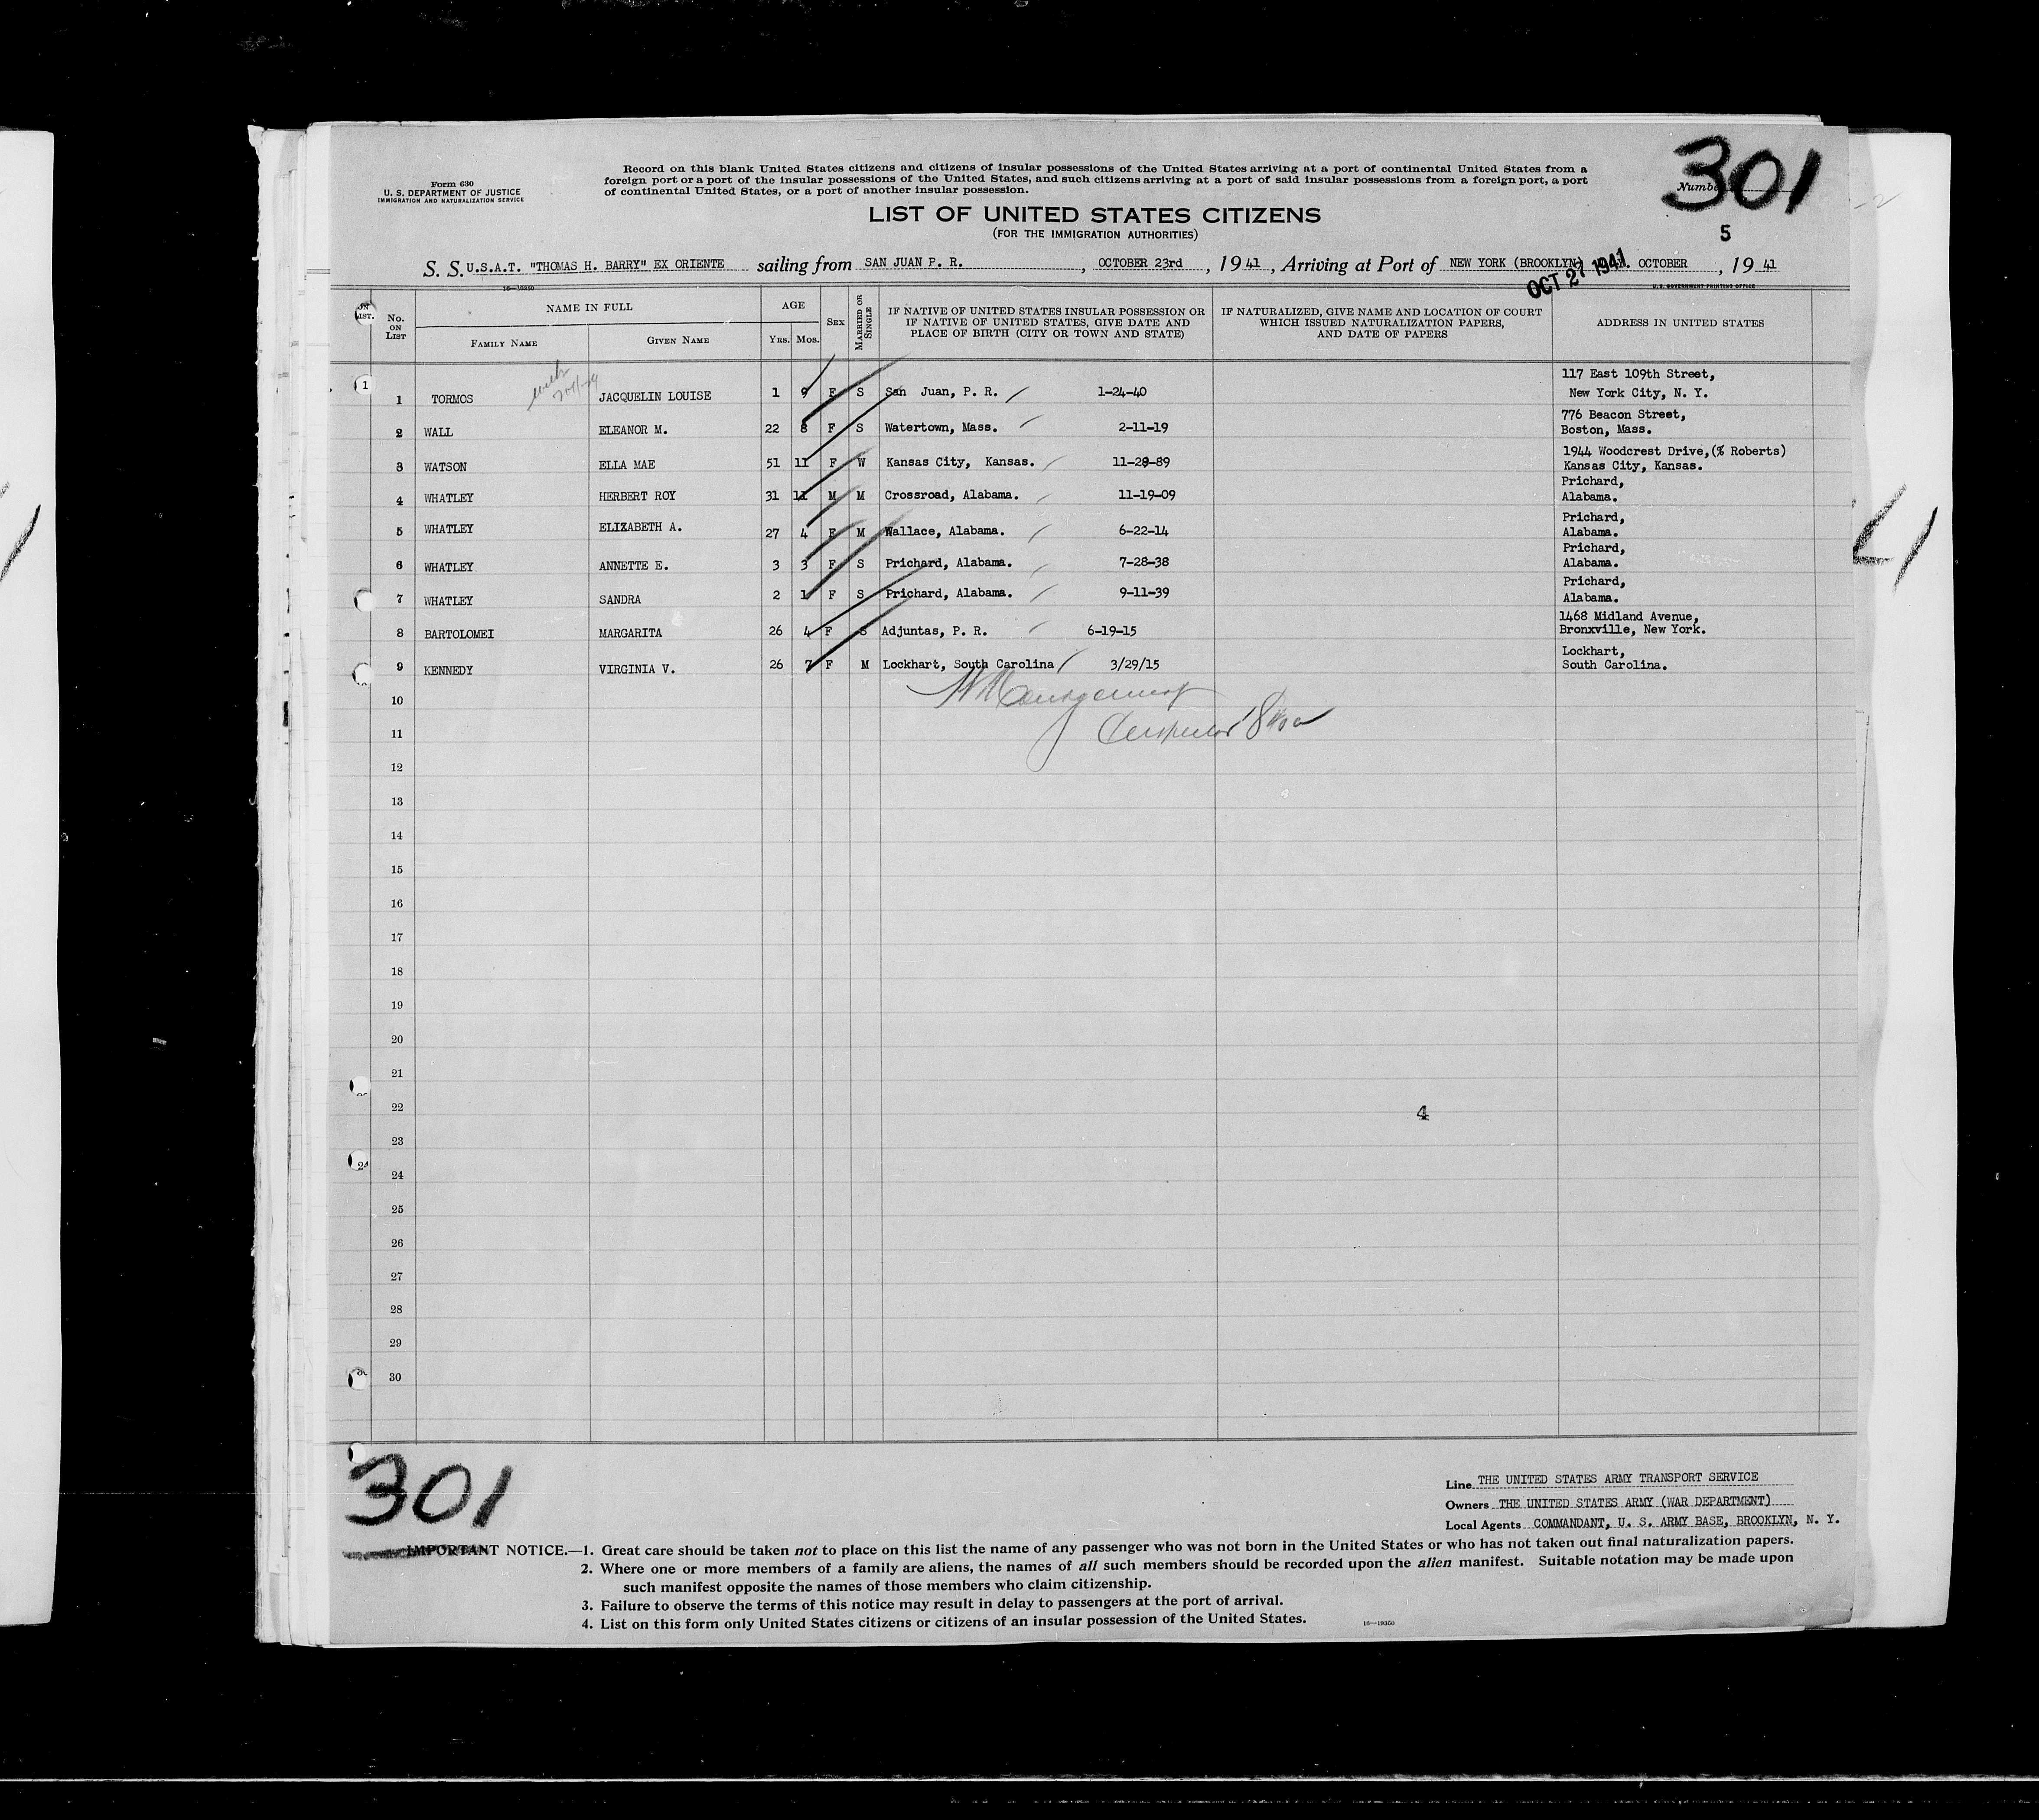 301
Form 630
U. S. DEPARTMENT OF JUSTICE
IMMIGRATION AND NATURALIZATION SERVICE
Record on this blank United States citizens and citizens of insular possessions of the United States arriving at a port of continental United States from a
foreign port or a port of the insular possessions of the United States, and such citizens arriving at a port of said insular possessions from a foreign port, a port
of continental United States, or a port of another insular possession.
Number
LIST OF UNITED STATES CITIZENS
(FOR THE IMMIGRATION AUTHORITIES)
5
S. S. U.S.A.T. "THOMAS H. BARRY" EX ORIENTE sailing from SAN JUAN P. R. , OCTOBER 23rd , 19 41 , Arriving at Port of NEW YORK (BROOKLYN) OCTOBER , 19 41
OCT 27 1941
16—19350
U. S. GOVERNMENT PRINTING OFFICE
ON LIST. No. ON LIST NAME IN FULL FAMILY NAME GIVEN NAME AGE YRS. MOS. SEX MARRIED OR SINGLE
IF NATIVE OF UNITED STATES INSULAR POSSESSION OR
IF NATIVE OF UNITED STATES, GIVE DATE AND
PLACE OF BIRTH (CITY OR TOWN AND STATE)
IF NATURALIZED, GIVE NAME AND LOCATION OF COURT
WHICH ISSUED NATURALIZATION PAPERS,
AND DATE OF PAPERS
ADDRESS IN UNITED STATES
1 1 TORMOS JACQUELIN LOUISE 1 9 F S San Juan, P. R. 1-24-40 117 East 109th Street,
New York City, N. Y.
2 WALL ELEANOR M. 22 8 F S Watertown, Mass. 2-11-19 776 Beacon Street,
Boston, Mass.
3 WATSON ELLA MAE 51 11 F W Kansas City, Kansas. 11-28-89 1944 Woodcrest Drive,(% Roberts)
Kansas City, Kansas.
4 WHATLEY HERBERT ROY 31 11 M M Crossroad, Alabama. 11-19-09 Prichard,
Alabama.
5 WHATLEY ELIZABETH A. 27 4 F M Wallace, Alabama. 6-22-14 Prichard,
Alabama.
6 WHATLEY ANNETTE E. 3 3 F S Prichard, Alabama. 7-28-38 Prichard,
Alabama.
7 WHATLEY SANDRA 2 1 F S Prichard, Alabama. 9-11-39 Prichard,
Alabama.
8 BARTOLOMEI MARGARITA 26 4 F S Adjuntas, P. R. 6-19-15 1468 Midland Avenue,
Bronxville, New York.
9 KENNEDY VIRGINIA V. 26 7 F M Lockhart, South Carolina 3/29/15 Lockhart,
South Carolina.
10
11
12
13
14
15
16
17
18
19
20
21
22 4
23
24
25
26
27
28
29
30
4
301
Line THE UNITED STATES ARMY TRANSPORT SERVICE
Owners THE UNITED STATES ARMY (WAR DEPARTMENT)
Local Agents COMMANDANT, U. S. ARMY BASE, BROOKLYN, N. Y.
IMPORTANT NOTICE.—1. Great care should be taken not to place on this list the name of any passenger who was not born in the United States or who has not taken out final naturalization papers.
2. Where one or more members of a family are aliens, the names of all such members should be recorded upon the alien manifest. Suitable notation may be made upon
such manifest opposite the names of those members who claim citizenship.
3. Failure to observe the terms of this notice may result in delay to passengers at the port of arrival.
4. List on this form only United States citizens or citizens of an insular possession of the United States.
16—19350